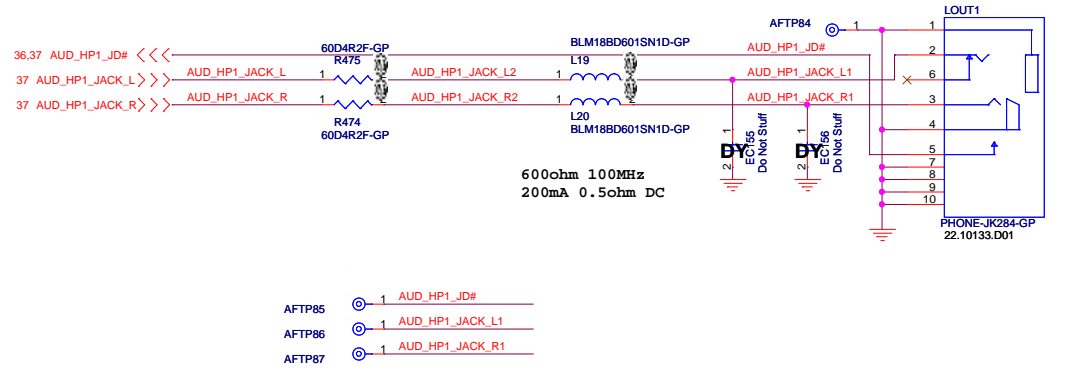 LOUT1
AFTP84 1 1
36,37 AUD_HP1_JD# 60D4R2F-GP BLM18BD601SN1D-GP AUD_HP1_JD# 2
R475 L19
37 AUD_HP1_JACK_L AUD_HP1_JACK_L 1 AUD_HP1_JACK_L2 1 AUD_HP1_JACK_L1 6
37 AUD_HP1_JACK_R AUD_HP1_JACK_R 1 AUD_HP1_JACK_R2 1 AUD_HP1_JACK_R1 3
R474 L20
60D4R2F-GP BLM18BD601SN1D-GP
1 1 4
DY EC155 Do Not Stuff DY EC156 Do Not Stuff 5
2 2 7
600ohm 100MHz 8
200mA 0.5ohm DC 9
10
PHONE-JK284-GP
22.10133.D01
AFTP85 1 AUD_HP1_JD#
AFTP86 1 AUD_HP1_JACK_L1
AFTP87 1 AUD_HP1_JACK_R1